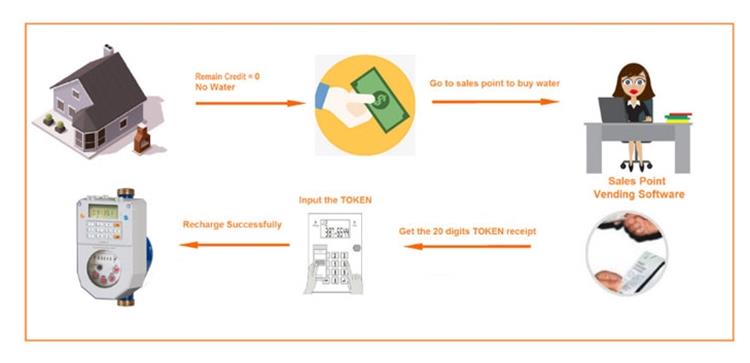 Remain Credit = 0
No Water
Go to sales point to buy water
Sales Point
Vending Software
Input the TOKEN
Recharge Successfully
Get the 20 digits TOKEN receipt